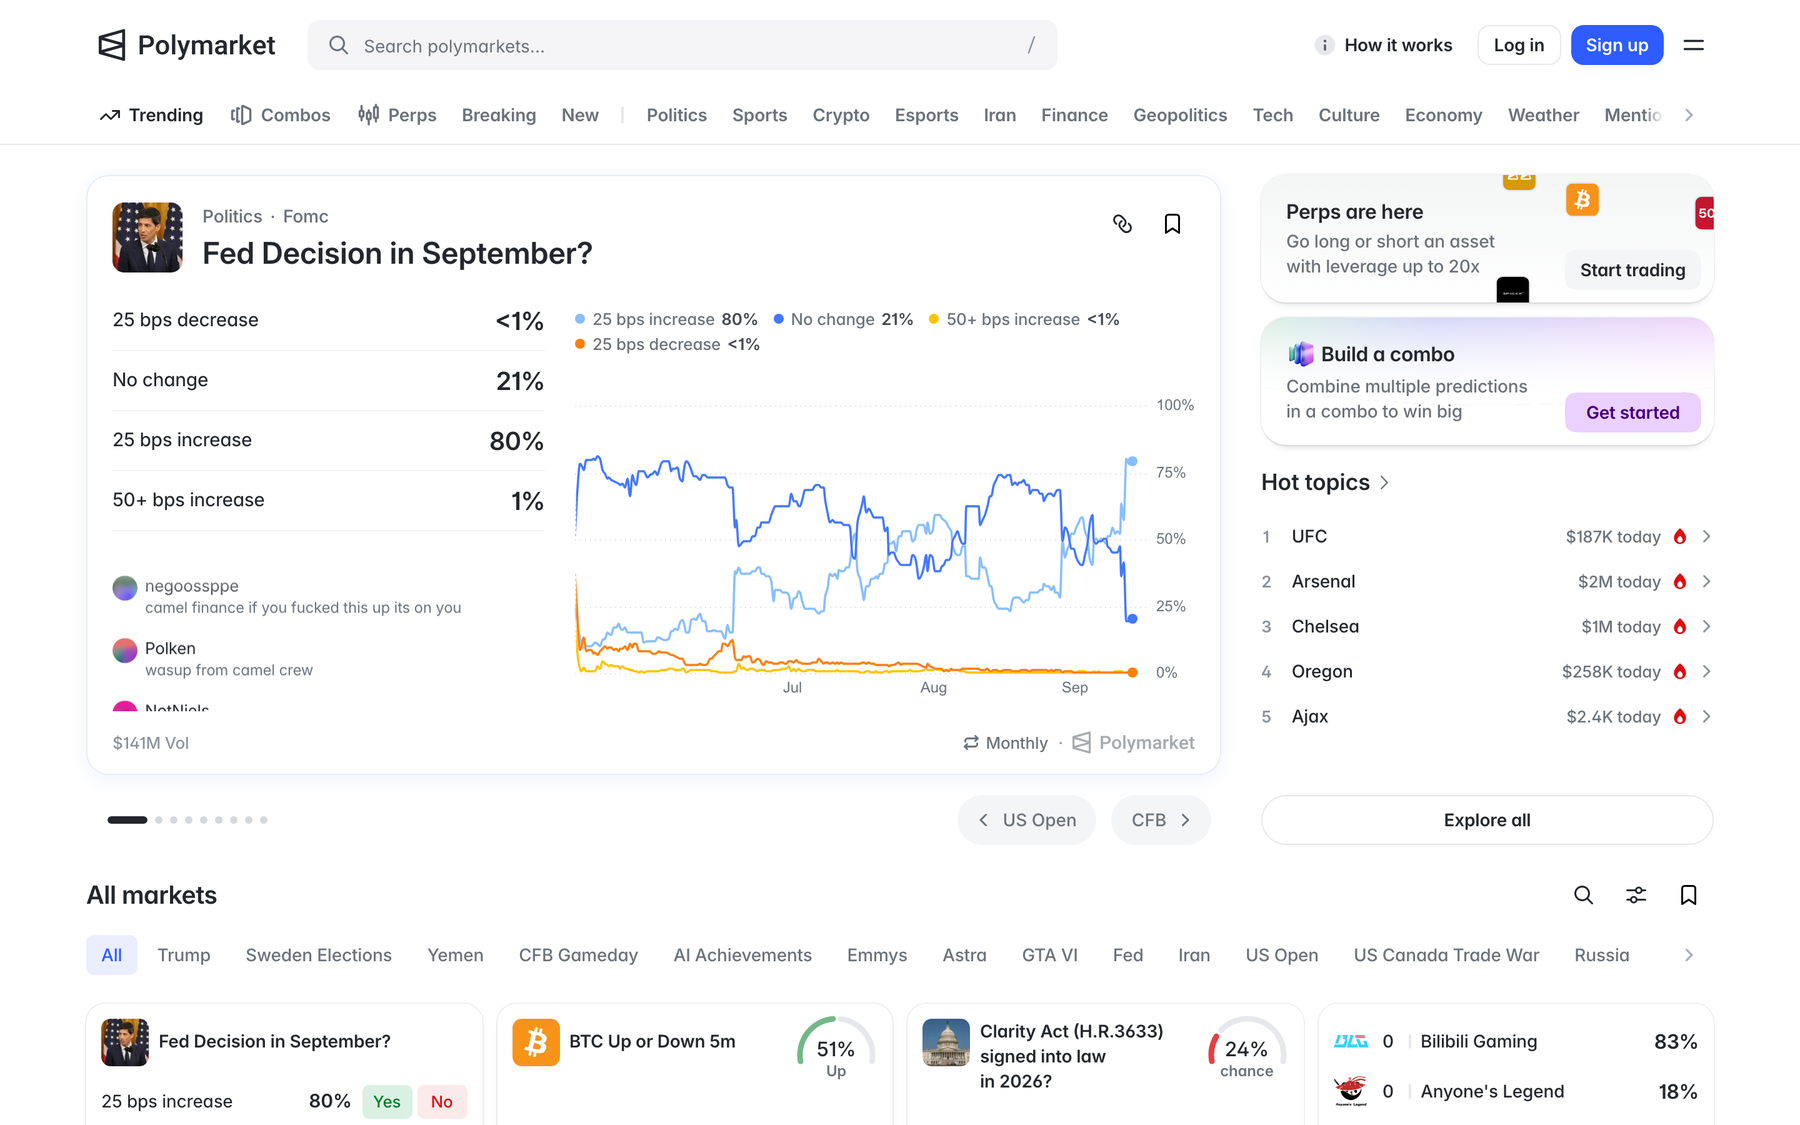 Polymarket
Search polymarkets...
/
How it works
Log in
Sign up
Trending
Combos
Perps
Breaking
New
Politics
Sports
Crypto
Esports
Iran
Finance
Geopolitics
Tech
Culture
Economy
Weather
Mentio
Politics · Fomc
Fed Decision in September?
25 bps decrease <1%
No change 21%
25 bps increase 80%
50+ bps increase 1%
negoossppe
camel finance if you fucked this up its on you
Polken
wasup from camel crew
NotNiels
$141M Vol
25 bps increase 80% No change 21% 50+ bps increase <1%
25 bps decrease <1%
100%
75%
50%
25%
0%
Jul Aug Sep
Monthly · Polymarket
US Open
CFB
Perps are here
Go long or short an asset
with leverage up to 20x
Start trading
50
Build a combo
Combine multiple predictions
in a combo to win big
Get started
Hot topics
1 UFC $187K today
2 Arsenal $2M today
3 Chelsea $1M today
4 Oregon $258K today
5 Ajax $2.4K today
Explore all
All markets
All
Trump
Sweden Elections
Yemen
CFB Gameday
AI Achievements
Emmys
Astra
GTA VI
Fed
Iran
US Open
US Canada Trade War
Russia
Fed Decision in September?
25 bps increase 80% Yes No
BTC Up or Down 5m
51%
Up
Clarity Act (H.R.3633)
signed into law
in 2026?
24%
chance
BLG 0 Bilibili Gaming 83%
0 Anyone's Legend 18%